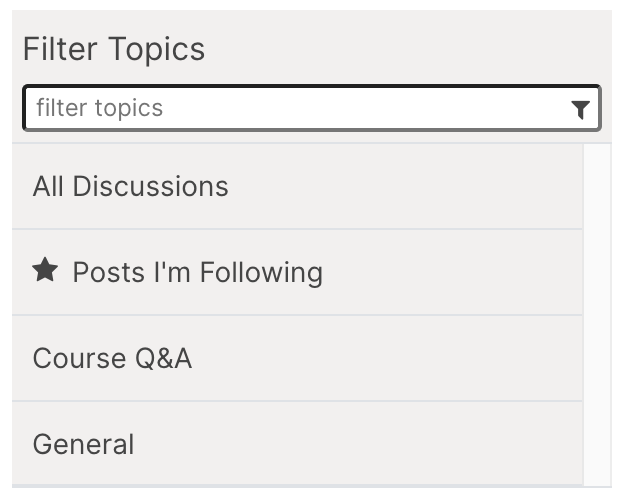 Filter Topics
filter topics
All Discussions
Posts I'm Following
Course Q&A
General